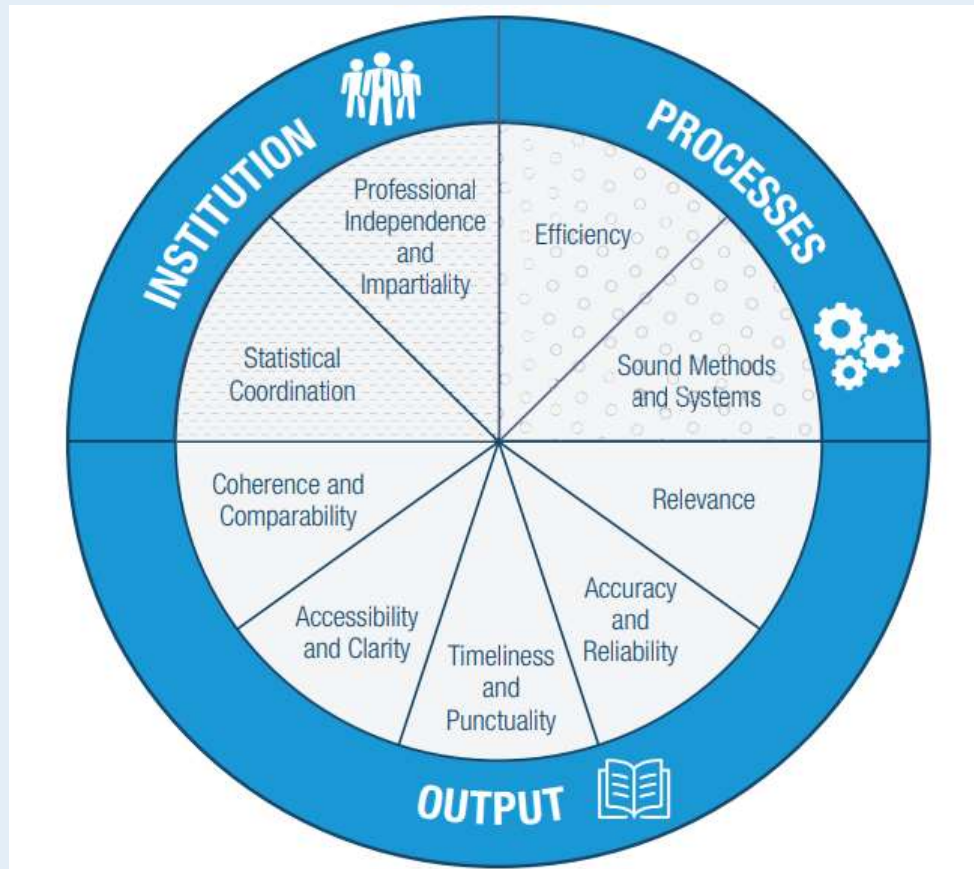 INSTITUTION
PROCESSES
Professional
Independence
and
Impartiality
Efficiency
Statistical
Coordination
Sound Methods
and Systems
Coherence and
Comparability
Relevance
Accessibility
and Clarity
Timeliness
and
Punctuality
Accuracy
and
Reliability
OUTPUT